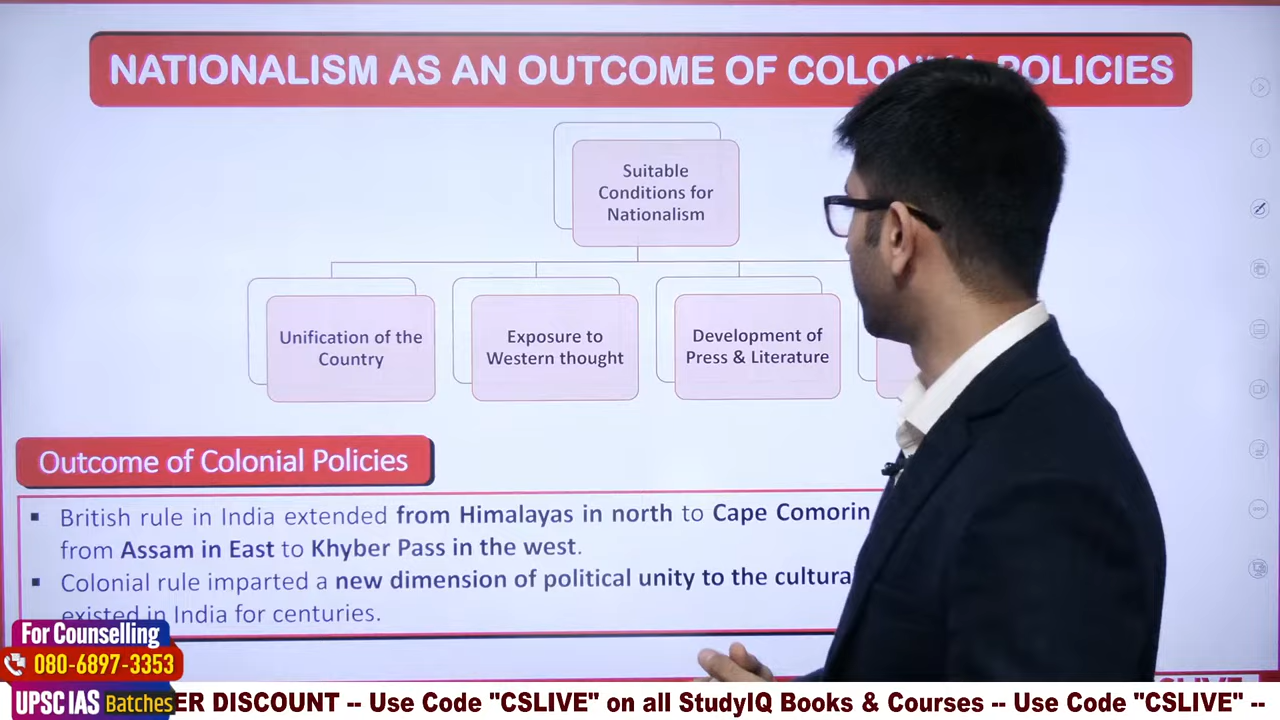 NATIONALISM AS AN OUTCOME OF COLONIAL POLICIES
Suitable
Conditions for
Nationalism
Unification of the
Country
Exposure to
Western thought
Development of
Press & Literature
Outcome of Colonial Policies
▪ British rule in India extended from Himalayas in north to Cape Comorin
from Assam in East to Khyber Pass in the west.
▪ Colonial rule imparted a new dimension of political unity to the cultura
existed in India for centuries.
For Counselling
080-6897-3353
UPSC IAS Batches
ER DISCOUNT -- Use Code "CSLIVE" on all StudyIQ Books & Courses -- Use Code "CSLIVE" --